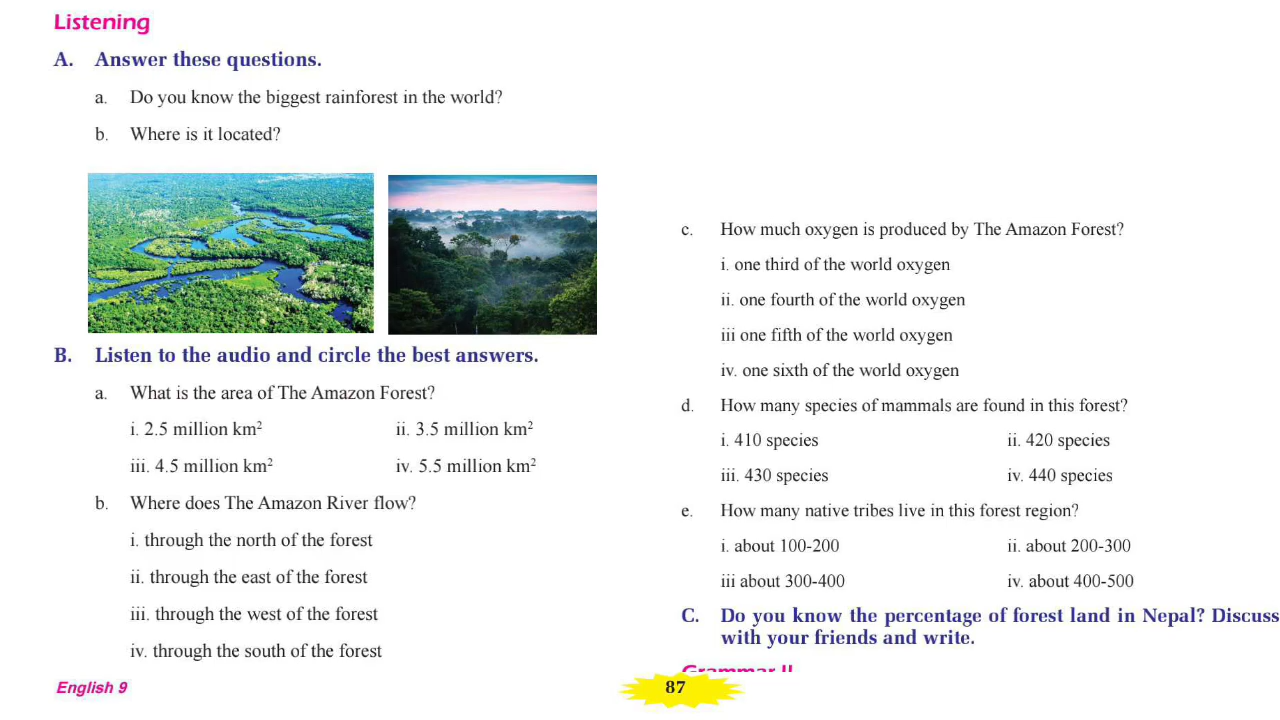 Listening
A. Answer these questions.
a. Do you know the biggest rainforest in the world?
b. Where is it located?
B. Listen to the audio and circle the best answers.
a. What is the area of The Amazon Forest?
i. 2.5 million km²
ii. 3.5 million km²
iii. 4.5 million km²
iv. 5.5 million km²
b. Where does The Amazon River flow?
i. through the north of the forest
ii. through the east of the forest
iii. through the west of the forest
iv. through the south of the forest
c. How much oxygen is produced by The Amazon Forest?
i. one third of the world oxygen
ii. one fourth of the world oxygen
iii one fifth of the world oxygen
iv. one sixth of the world oxygen
d. How many species of mammals are found in this forest?
i. 410 species
ii. 420 species
iii. 430 species
iv. 440 species
e. How many native tribes live in this forest region?
i. about 100-200
ii. about 200-300
iii about 300-400
iv. about 400-500
C. Do you know the percentage of forest land in Nepal? Discuss
with your friends and write.
Grammar II
English 9
87